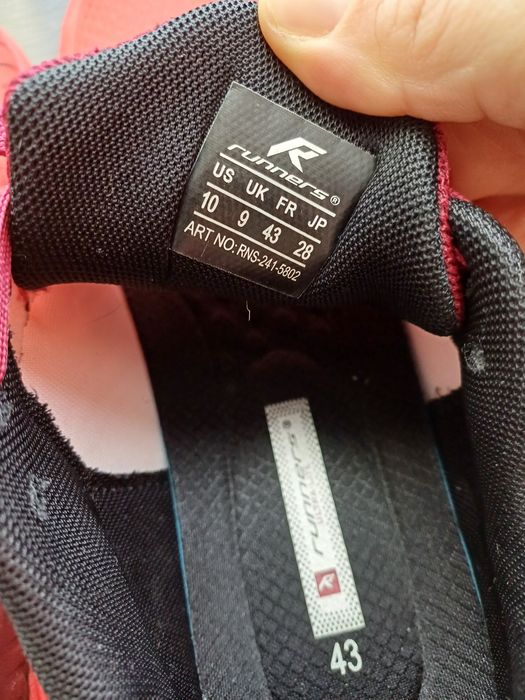 runners®
US UK FR JP
10 9 43 28
ART NO: RNS-241-5802
runners®
43